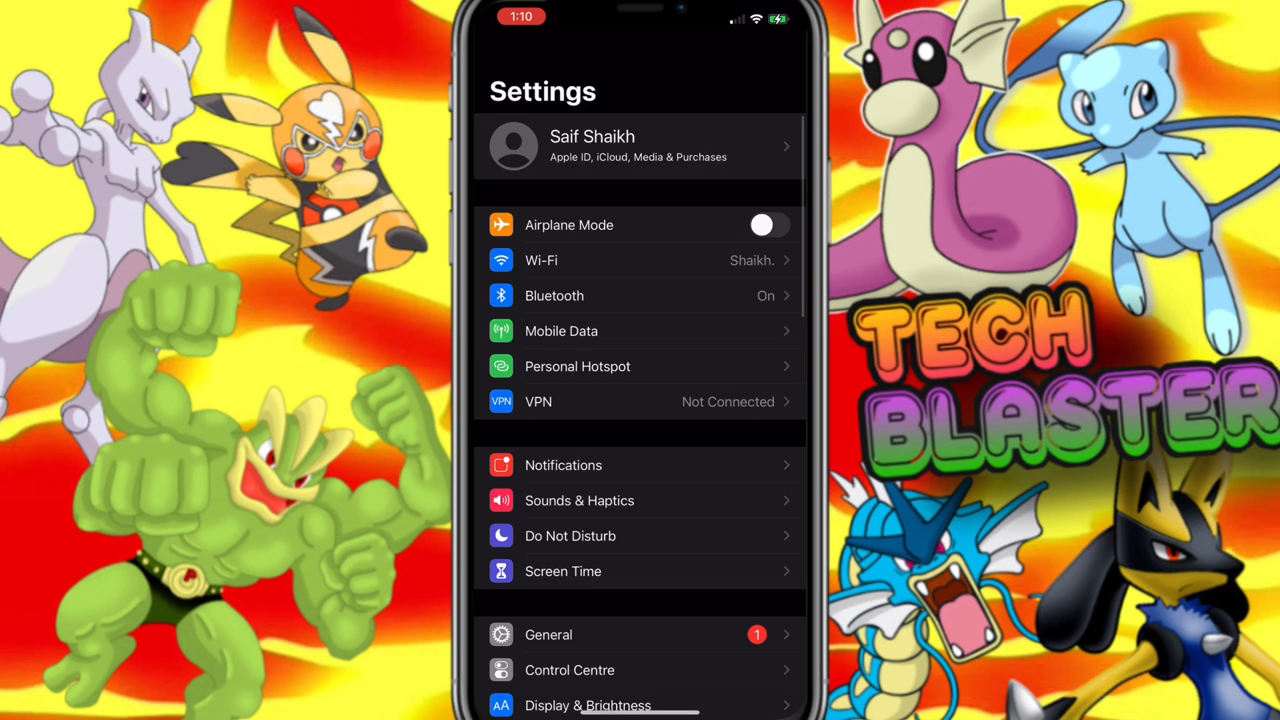 1:10
Settings
Saif Shaikh
Apple ID, iCloud, Media & Purchases
Airplane Mode
Wi-Fi Shaikh.
Bluetooth On
Mobile Data
Personal Hotspot
VPN VPN Not Connected
Notifications
Sounds & Haptics
Do Not Disturb
Screen Time
General 1
Control Centre
AA Display & Brightness
TECH
BLASTER